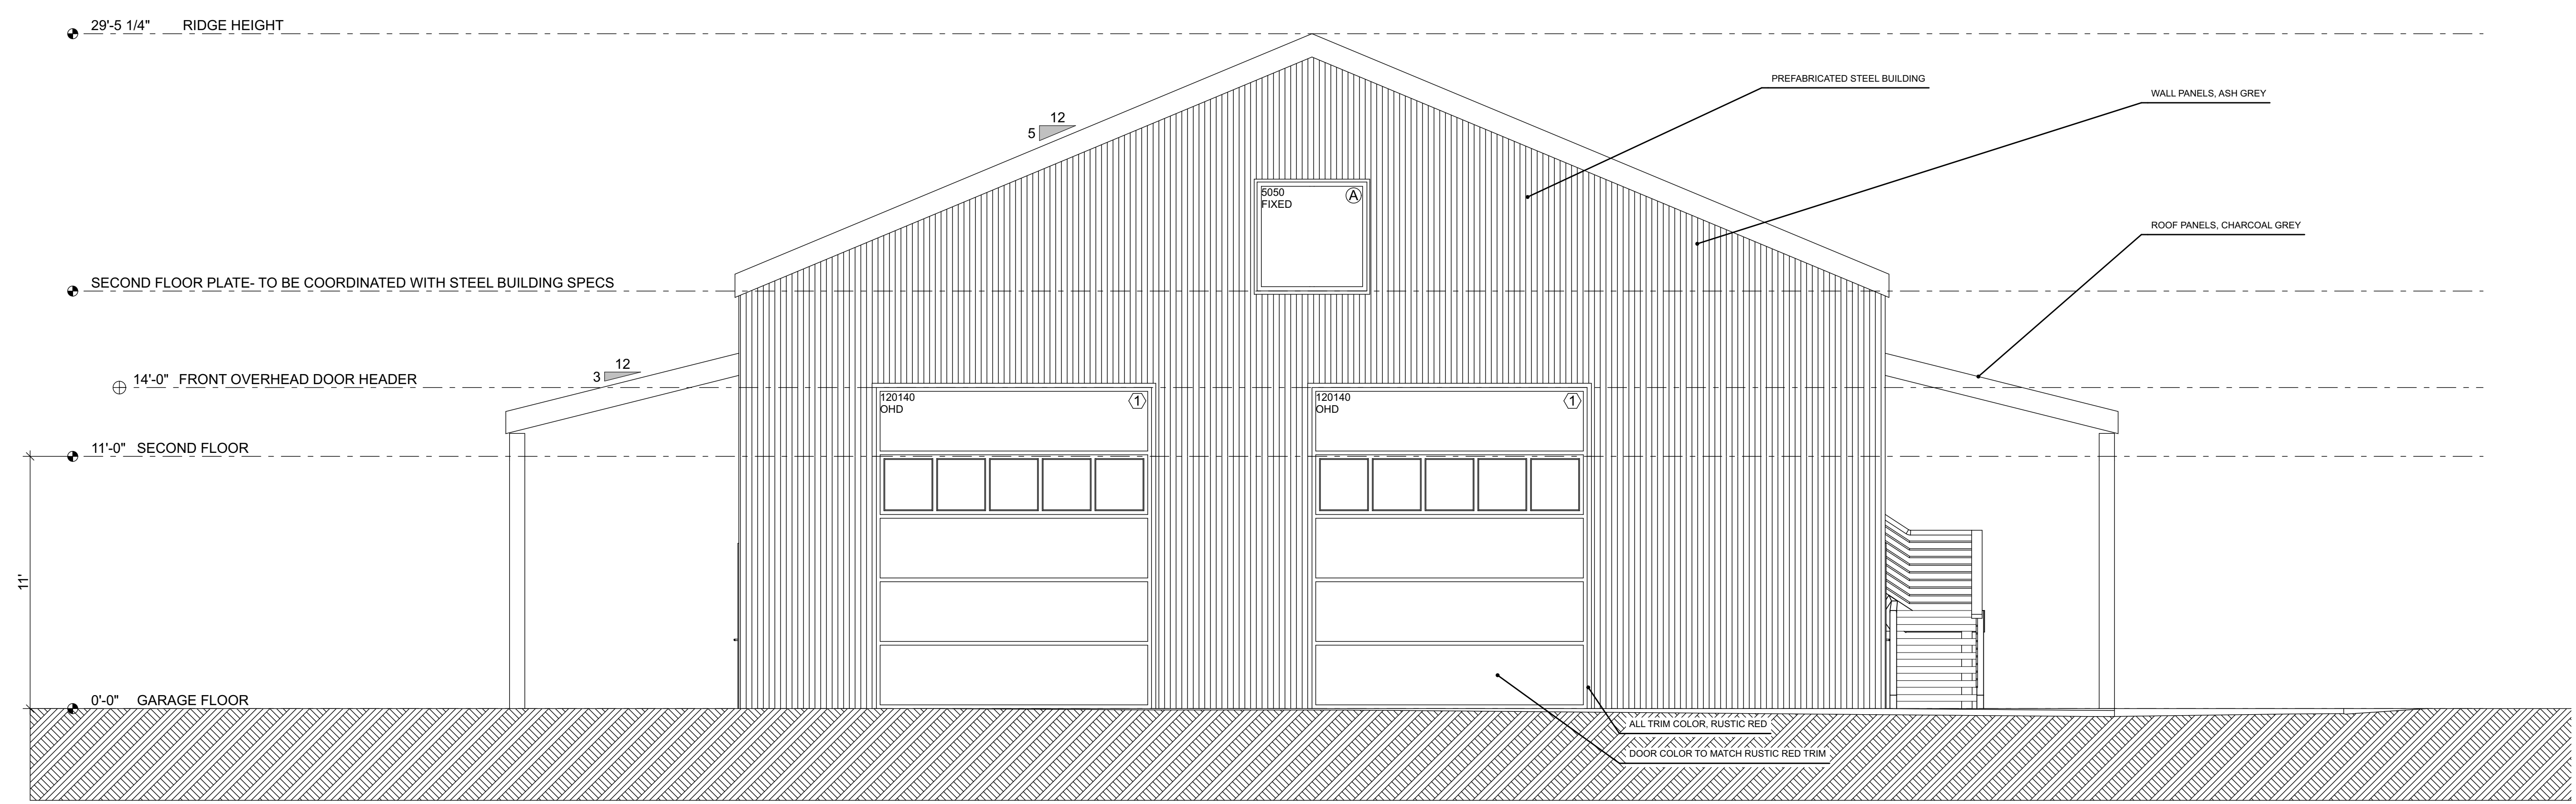 29'-5 1/4" RIDGE HEIGHT
PREFABRICATED STEEL BUILDING
WALL PANELS, ASH GREY
12
5
5050
FIXED
A
ROOF PANELS, CHARCOAL GREY
SECOND FLOOR PLATE- TO BE COORDINATED WITH STEEL BUILDING SPECS
12
3
14'-0" FRONT OVERHEAD DOOR HEADER
120140
OHD
1
120140
OHD
1
11'-0" SECOND FLOOR
11'
0'-0" GARAGE FLOOR
ALL TRIM COLOR, RUSTIC RED
DOOR COLOR TO MATCH RUSTIC RED TRIM